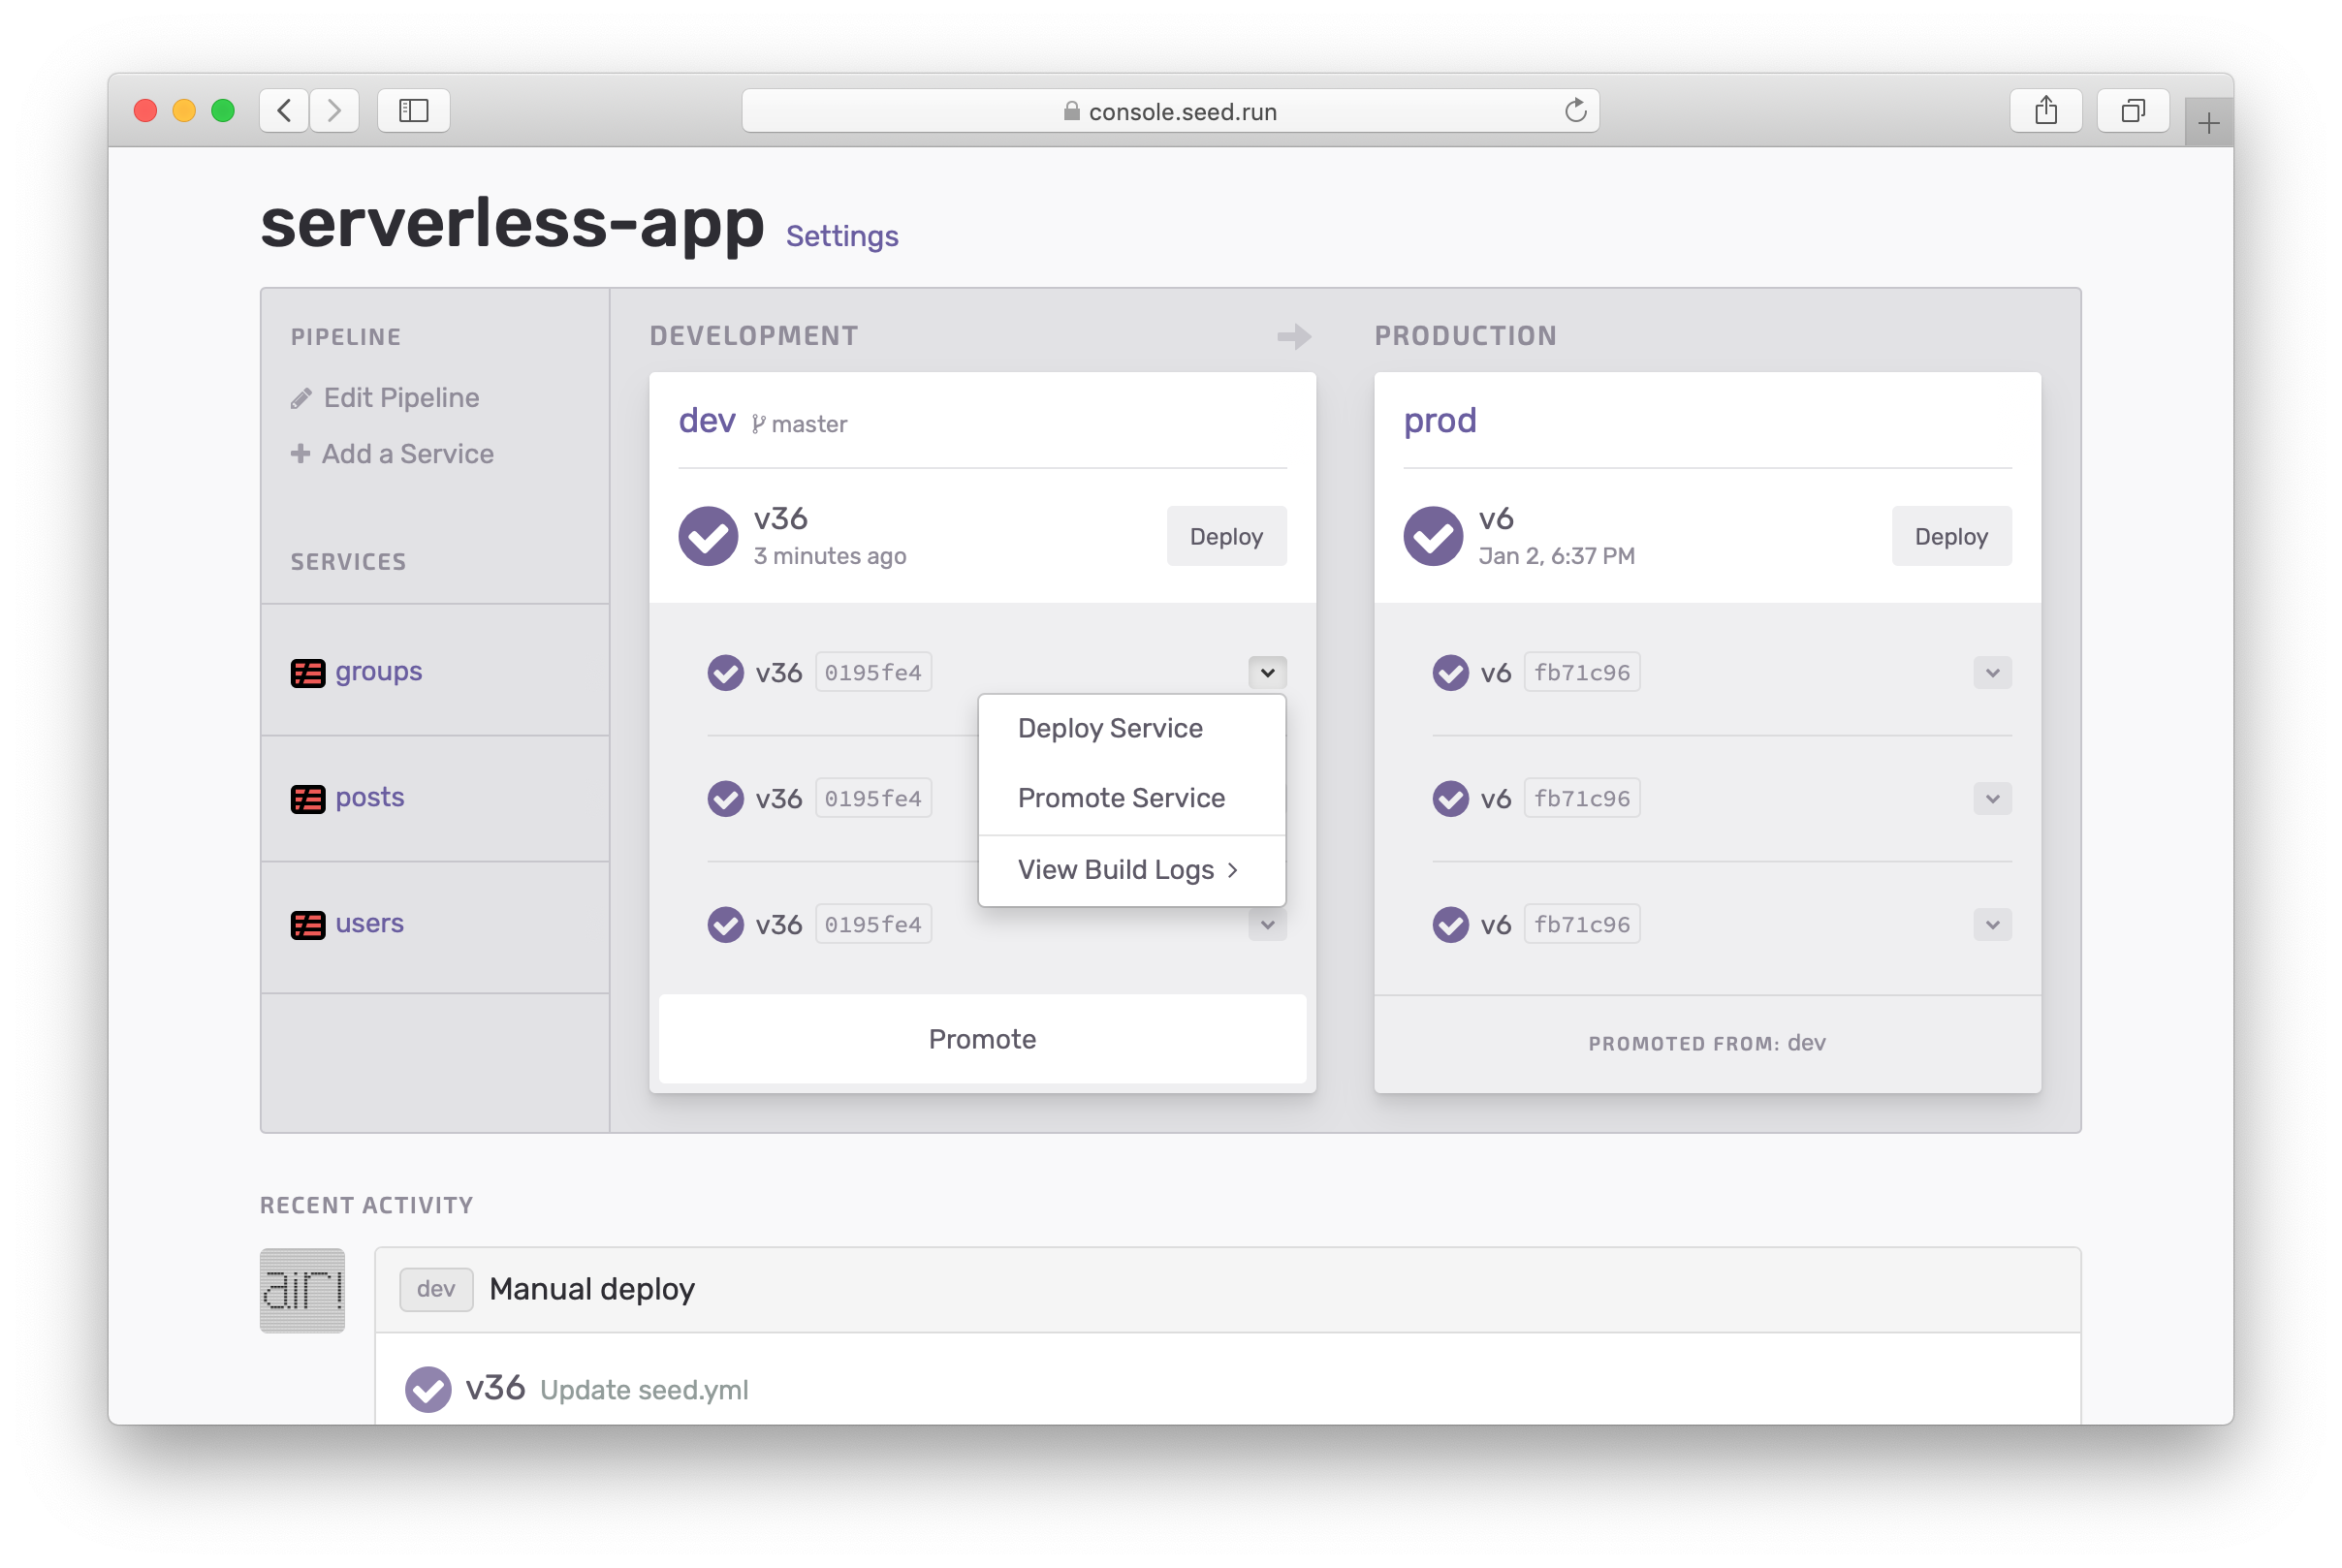 console.seed.run
serverless-app Settings
PIPELINE
Edit Pipeline
Add a Service
SERVICES
groups
posts
users
DEVELOPMENT
dev master
v36
3 minutes ago
Deploy
v36 0195fe4
Deploy Service
Promote Service
View Build Logs
v36 0195fe4
v36 0195fe4
Promote
PRODUCTION
prod
v6
Jan 2, 6:37 PM
Deploy
v6 fb71c96
v6 fb71c96
v6 fb71c96
PROMOTED FROM: dev
RECENT ACTIVITY
dev Manual deploy
v36 Update seed.yml